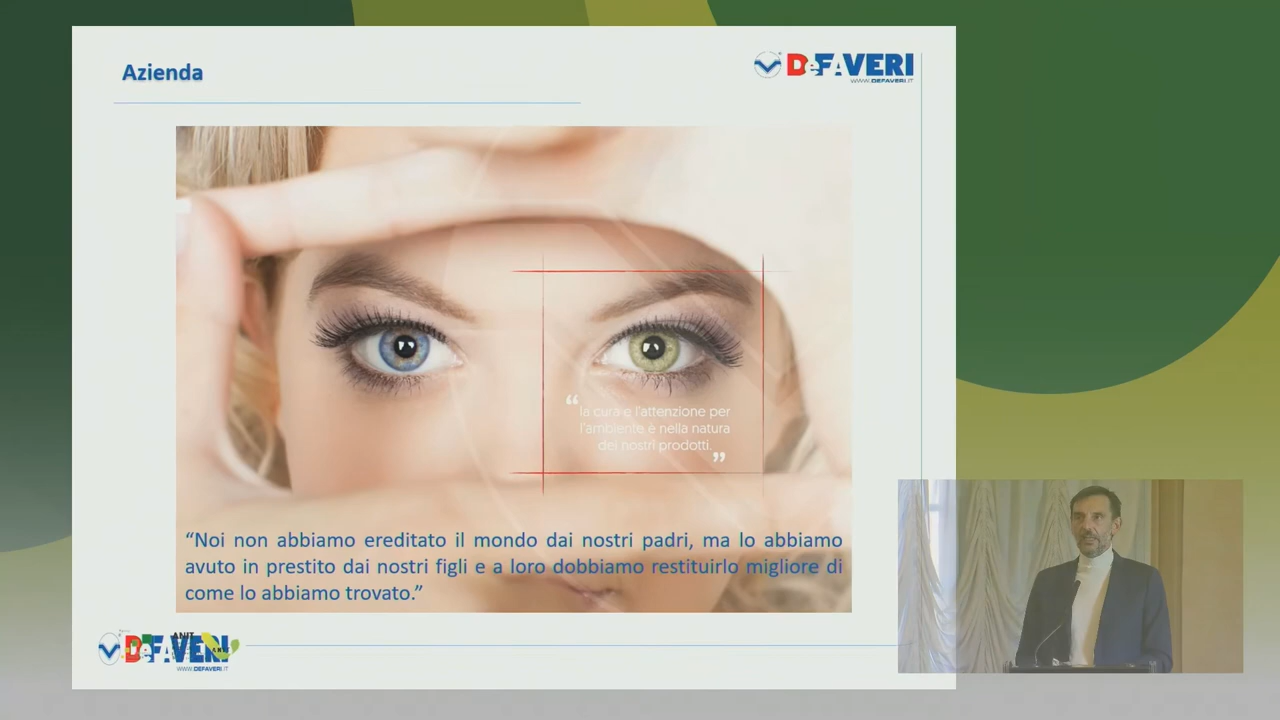 Azienda
DeFAVERI
WWW.DEFAVERI.IT
“
la cura e l'attenzione per
l'ambiente è nella natura
dei nostri prodotti.
”
“Noi non abbiamo ereditato il mondo dai nostri padri, ma lo abbiamo
avuto in prestito dai nostri figli e a loro dobbiamo restituirlo migliore di
come lo abbiamo trovato.”
ANIT
DeFAVERI
WWW.DEFAVERI.IT